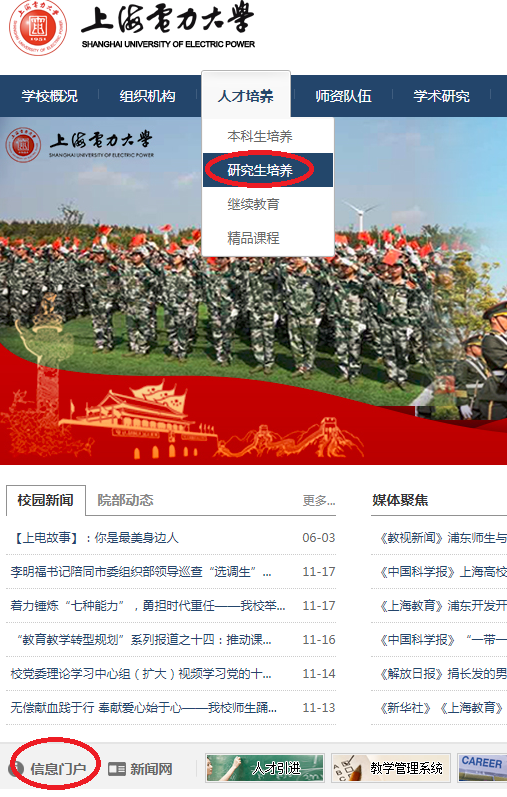 上海電力大学
SHANGHAI UNIVERSITY OF ELECTRIC POWER
学校概况 组织机构 人才培养 师资队伍 学术研究
本科生培养
研究生培养
继续教育
精品课程
上海電力大学
SHANGHAI UNIVERSITY OF ELECTRIC POWER
校园新闻 院部动态 更多... 媒体聚焦
【上电故事】：你是最美身边人 06-03 《教视新闻》浦东师生与
李明福书记陪同市委组织部领导巡查“选调生”... 11-17 《中国科学报》上海高校
着力锤炼“七种能力”，勇担时代重任——我校举... 11-17 《上海教育》浦东开发开
“教育教学转型规划”系列报道之十四：推动课... 11-16 《中国科学报》“一带一
校党委理论学习中心组（扩大）视频学习党的十... 11-14 《解放日报》捐长发的男
无偿献血践于行 奉献爱心始于心——我校师生踊... 11-13 《新华社》《上海教育》
信息门户 新闻网 人才引进 ABC 教学管理系统 CAREER